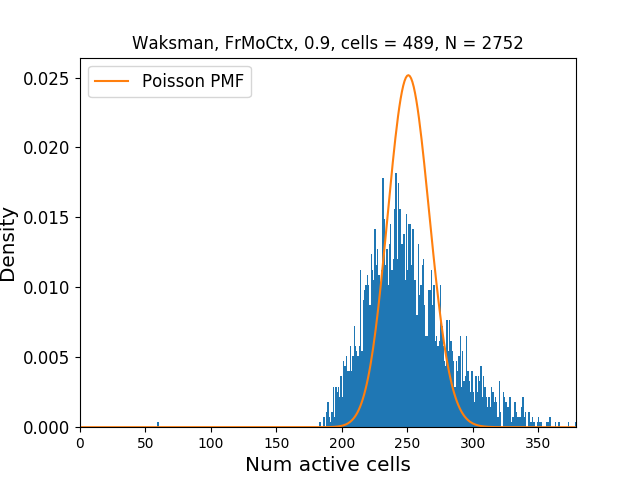 Waksman, FrMoCtx, 0.9, cells = 489, N = 2752
Poisson PMF
0.025
0.020
0.015
0.010
0.005
0.000
Density
0 50 100 150 200 250 300 350
Num active cells